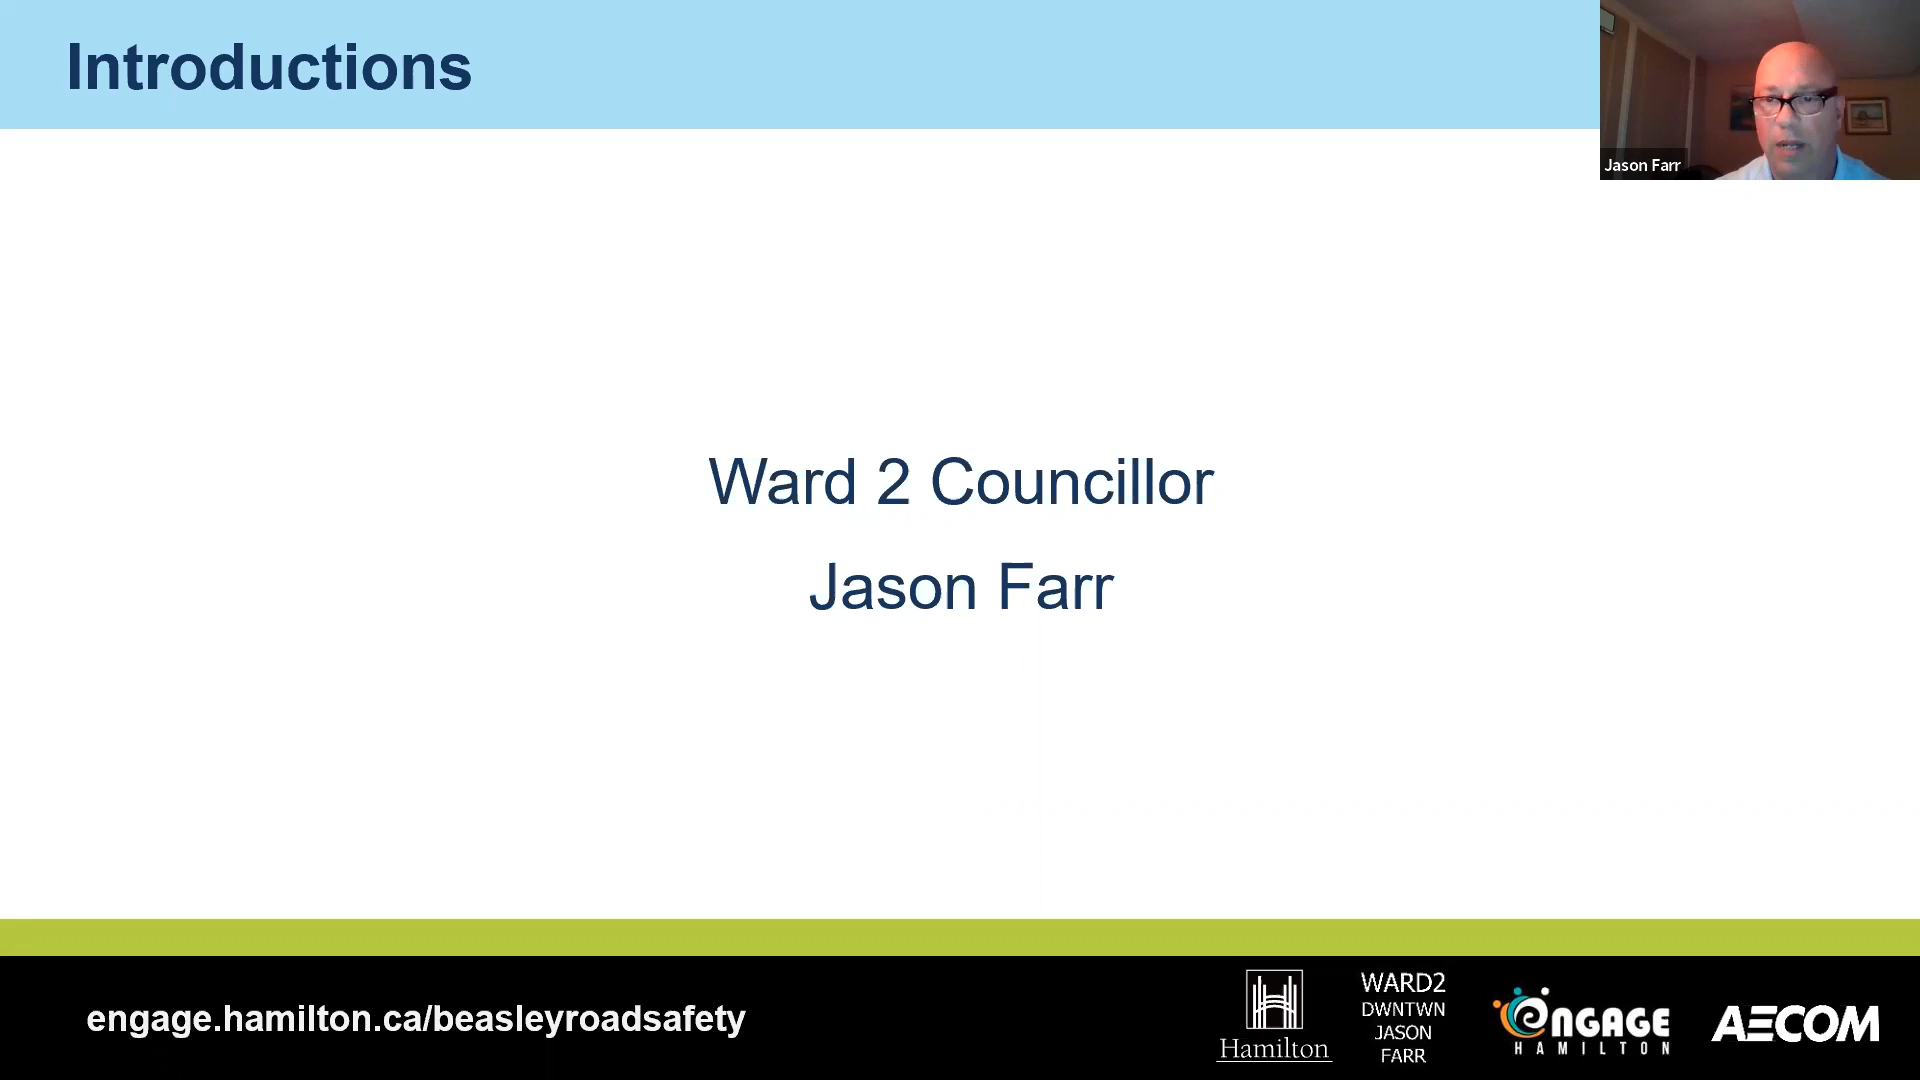 Introductions
Jason Farr
Ward 2 Councillor
Jason Farr
engage.hamilton.ca/beasleyroadsafety
Hamilton
WARD2
DWNTWN
JASON
FARR
eNGAGE
HAMILTON
AECOM